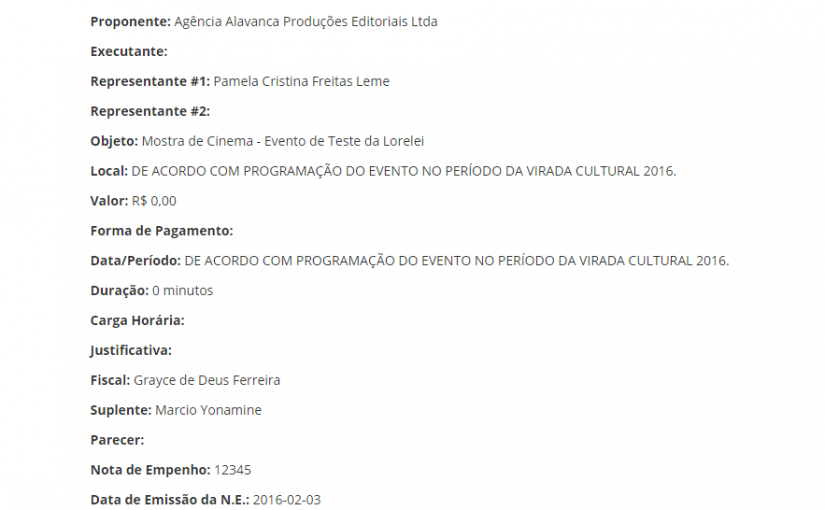 Proponente: Agência Alavanca Produções Editoriais Ltda
Executante:
Representante #1: Pamela Cristina Freitas Leme
Representante #2:
Objeto: Mostra de Cinema - Evento de Teste da Lorelei
Local: DE ACORDO COM PROGRAMAÇÃO DO EVENTO NO PERÍODO DA VIRADA CULTURAL 2016.
Valor: R$ 0,00
Forma de Pagamento:
Data/Período: DE ACORDO COM PROGRAMAÇÃO DO EVENTO NO PERÍODO DA VIRADA CULTURAL 2016.
Duração: 0 minutos
Carga Horária:
Justificativa:
Fiscal: Grayce de Deus Ferreira
Suplente: Marcio Yonamine
Parecer:
Nota de Empenho: 12345
Data de Emissão da N.E.: 2016-02-03